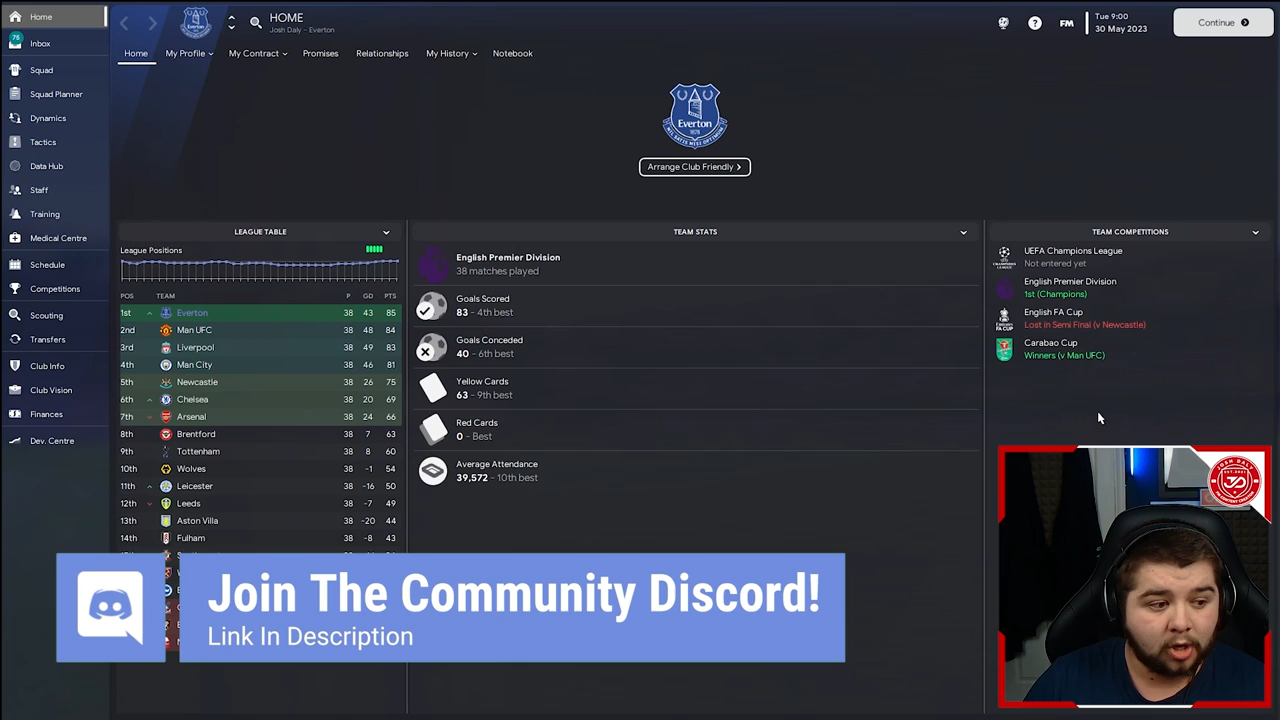 Home
HOME
Josh Daly - Everton
FM
Tue 9:00
30 May 2023
Continue
75
Inbox
Squad
Squad Planner
Dynamics
Tactics
Data Hub
Staff
Training
Medical Centre
Schedule
Competitions
Scouting
Transfers
Club Info
Club Vision
Finances
Dev. Centre
Home
My Profile
My Contract
Promises
Relationships
My History
Notebook
Everton
1878
Arrange Club Friendly >
LEAGUE TABLE
League Positions
POS TEAM P GD PTS
1st Everton 38 43 85
2nd Man UFC 38 48 84
3rd Liverpool 38 49 83
4th Man City 38 46 81
5th Newcastle 38 26 75
6th Chelsea 38 20 69
7th Arsenal 38 24 66
8th Brentford 38 7 63
9th Tottenham 38 8 60
10th Wolves 38 -1 54
11th Leicester 38 -16 50
12th Leeds 38 -7 49
13th Aston Villa 38 -20 44
14th Fulham 38 -8 43
TEAM STATS
English Premier Division
38 matches played
Goals Scored
83 - 4th best
Goals Conceded
40 - 6th best
Yellow Cards
63 - 9th best
Red Cards
0 - Best
Average Attendance
39,572 - 10th best
TEAM COMPETITIONS
UEFA Champions League
Not entered yet
English Premier Division
1st (Champions)
English FA Cup
Lost in Semi Final (v Newcastle)
Carabao Cup
Winners (v Man UFC)
Join The Community Discord!
Link In Description
JOSH DALY
JD